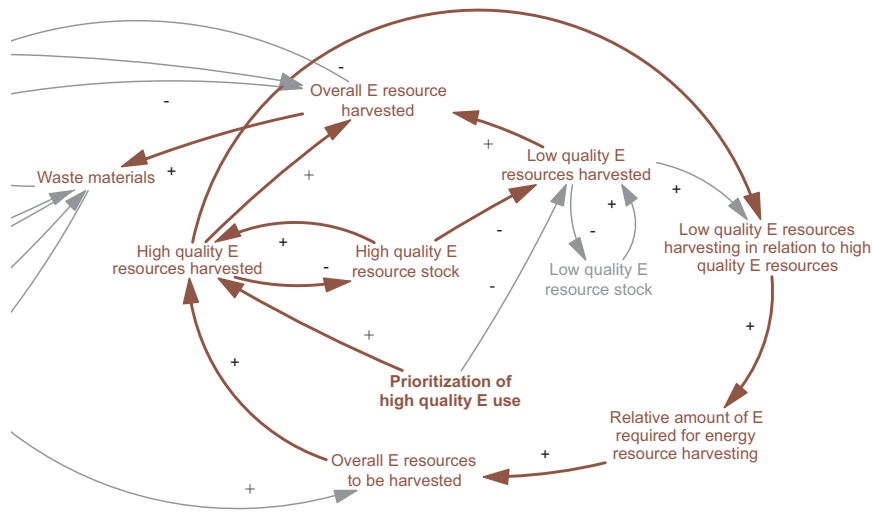 -
Overall E resource
harvested
-
+
Low quality E
resources harvested
Waste materials
+
+
+
+
-
-
Low quality E resources
harvesting in relation to high
quality E resources
High quality E
resources harvested
+
High quality E
resource stock
-
Low quality E
resource stock
-
+
+
+
Prioritization of
high quality E use
Relative amount of E
required for energy
resource harvesting
+
Overall E resources
to be harvested
+